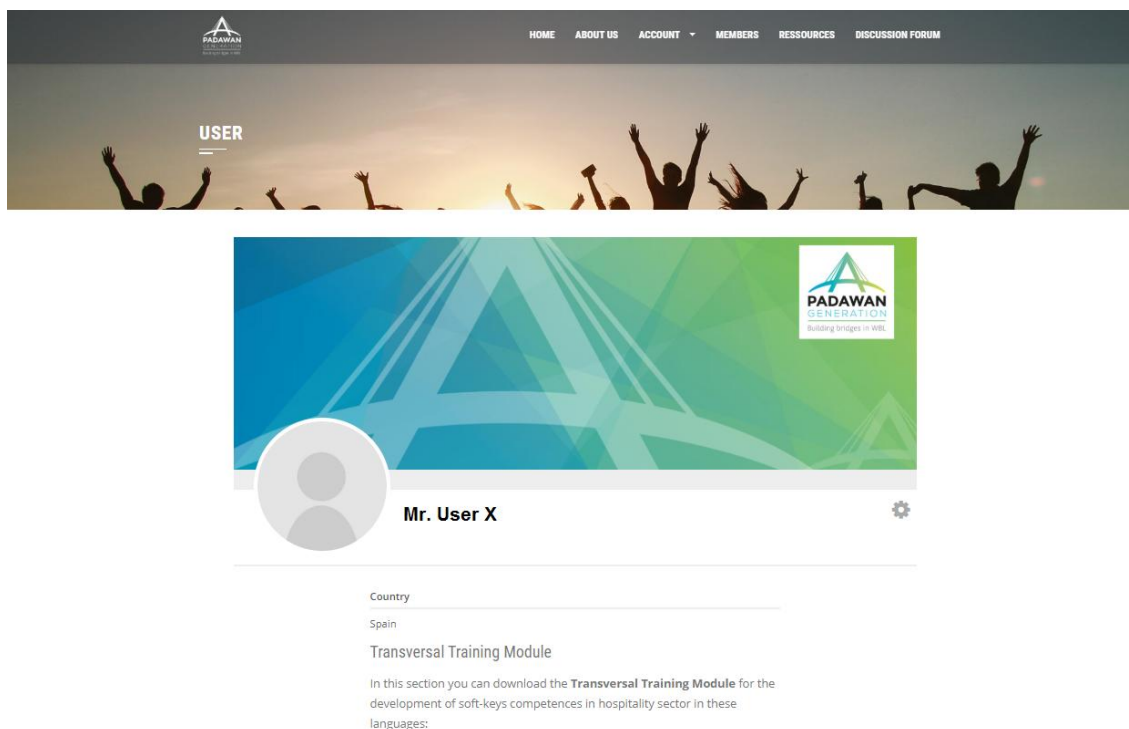 PADAWAN
HOME ABOUT US ACCOUNT MEMBERS RESSOURCES DISCUSSION FORUM
USER
PADAWAN
GENERATION
Building bridges in WBL
Mr. User X
Country
Spain
Transversal Training Module
In this section you can download the Transversal Training Module for the
development of soft-keys competences in hospitality sector in these
languages: